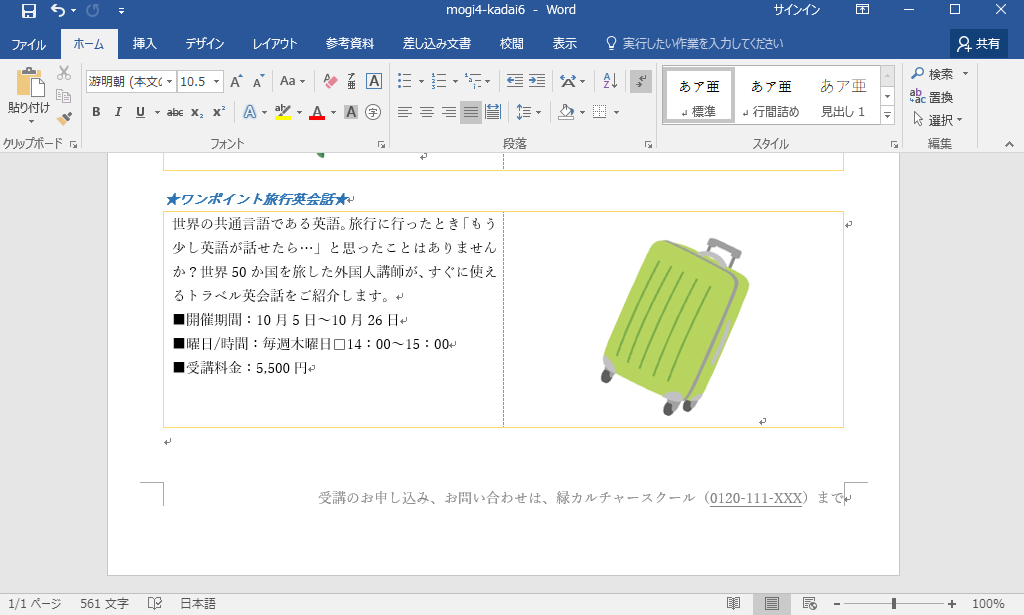 mogi4-kadai6 - Word
サインイン
ファイル ホーム 挿入 デザイン レイアウト 参考資料 差し込み文書 校閲 表示 実行したい作業を入力してください 共有
貼り付け
クリップボード
游明朝 (本文の
10.5
A A Aa A ア亜 A
B I U abc X₂ X² A ab A A 字
フォント
段落
あア亜 あア亜 あア亜
標準 行間詰め 見出し 1
スタイル
検索
置換
選択
編集
★ワンポイント旅行英会話★
世界の共通言語である英語。旅行に行ったとき「もう
少し英語が話せたら…」と思ったことはありません
か?世界 50 か国を旅した外国人講師が、すぐに使え
るトラベル英会話をご紹介します。
■開催期間:10 月 5 日～10 月 26 日
■曜日/時間:毎週木曜日□14:00～15:00
■受講料金:5,500 円
受講のお申し込み、お問い合わせは、緑カルチャースクール（0120-111-XXX）まで
1/1 ページ 561 文字 日本語 100%